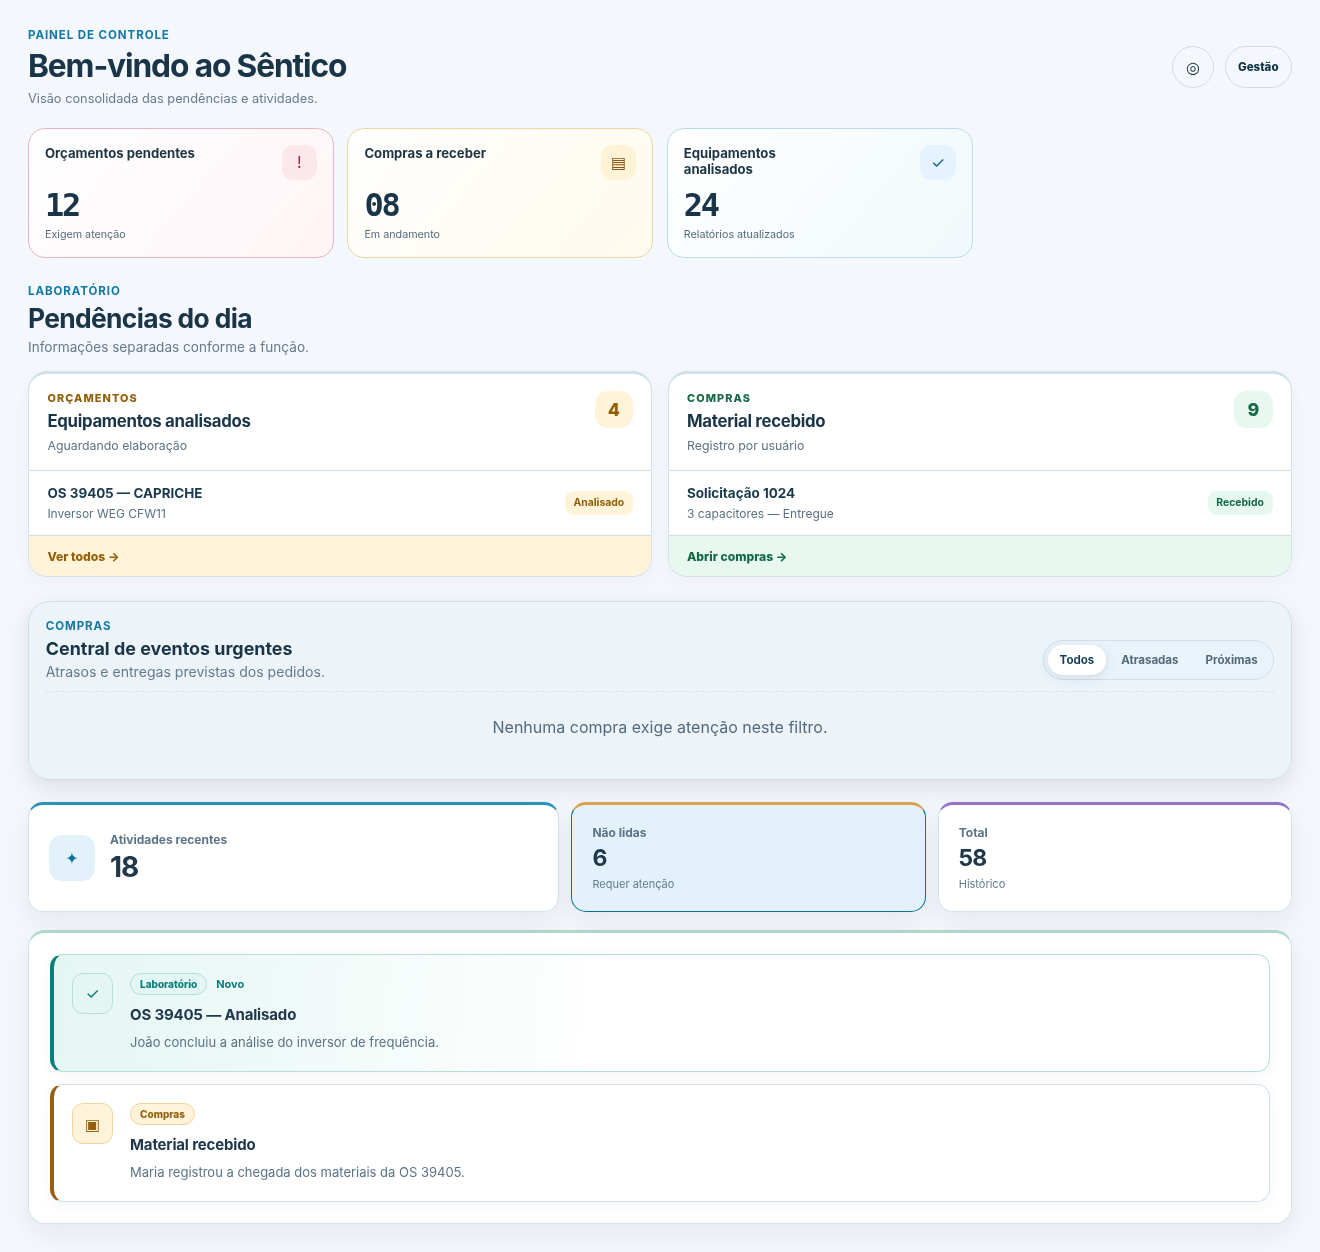 PAINEL DE CONTROLE
Bem-vindo ao Sêntico
Visão consolidada das pendências e atividades.
◎
Gestão
Orçamentos pendentes
!
12
Exigem atenção
Compras a receber
▤
08
Em andamento
Equipamentos
analisados
✓
24
Relatórios atualizados
LABORATÓRIO
Pendências do dia
Informações separadas conforme a função.
ORÇAMENTOS
Equipamentos analisados
Aguardando elaboração
4
OS 39405 — CAPRICHE
Inversor WEG CFW11
Analisado
Ver todos →
COMPRAS
Material recebido
Registro por usuário
9
Solicitação 1024
3 capacitores — Entregue
Recebido
Abrir compras →
COMPRAS
Central de eventos urgentes
Atrasos e entregas previstas dos pedidos.
Todos
Atrasadas
Próximas
Nenhuma compra exige atenção neste filtro.
✦
Atividades recentes
18
Não lidas
6
Requer atenção
Total
58
Histórico
✓
Laboratório
Novo
OS 39405 — Analisado
João concluiu a análise do inversor de frequência.
▣
Compras
Material recebido
Maria registrou a chegada dos materiais da OS 39405.